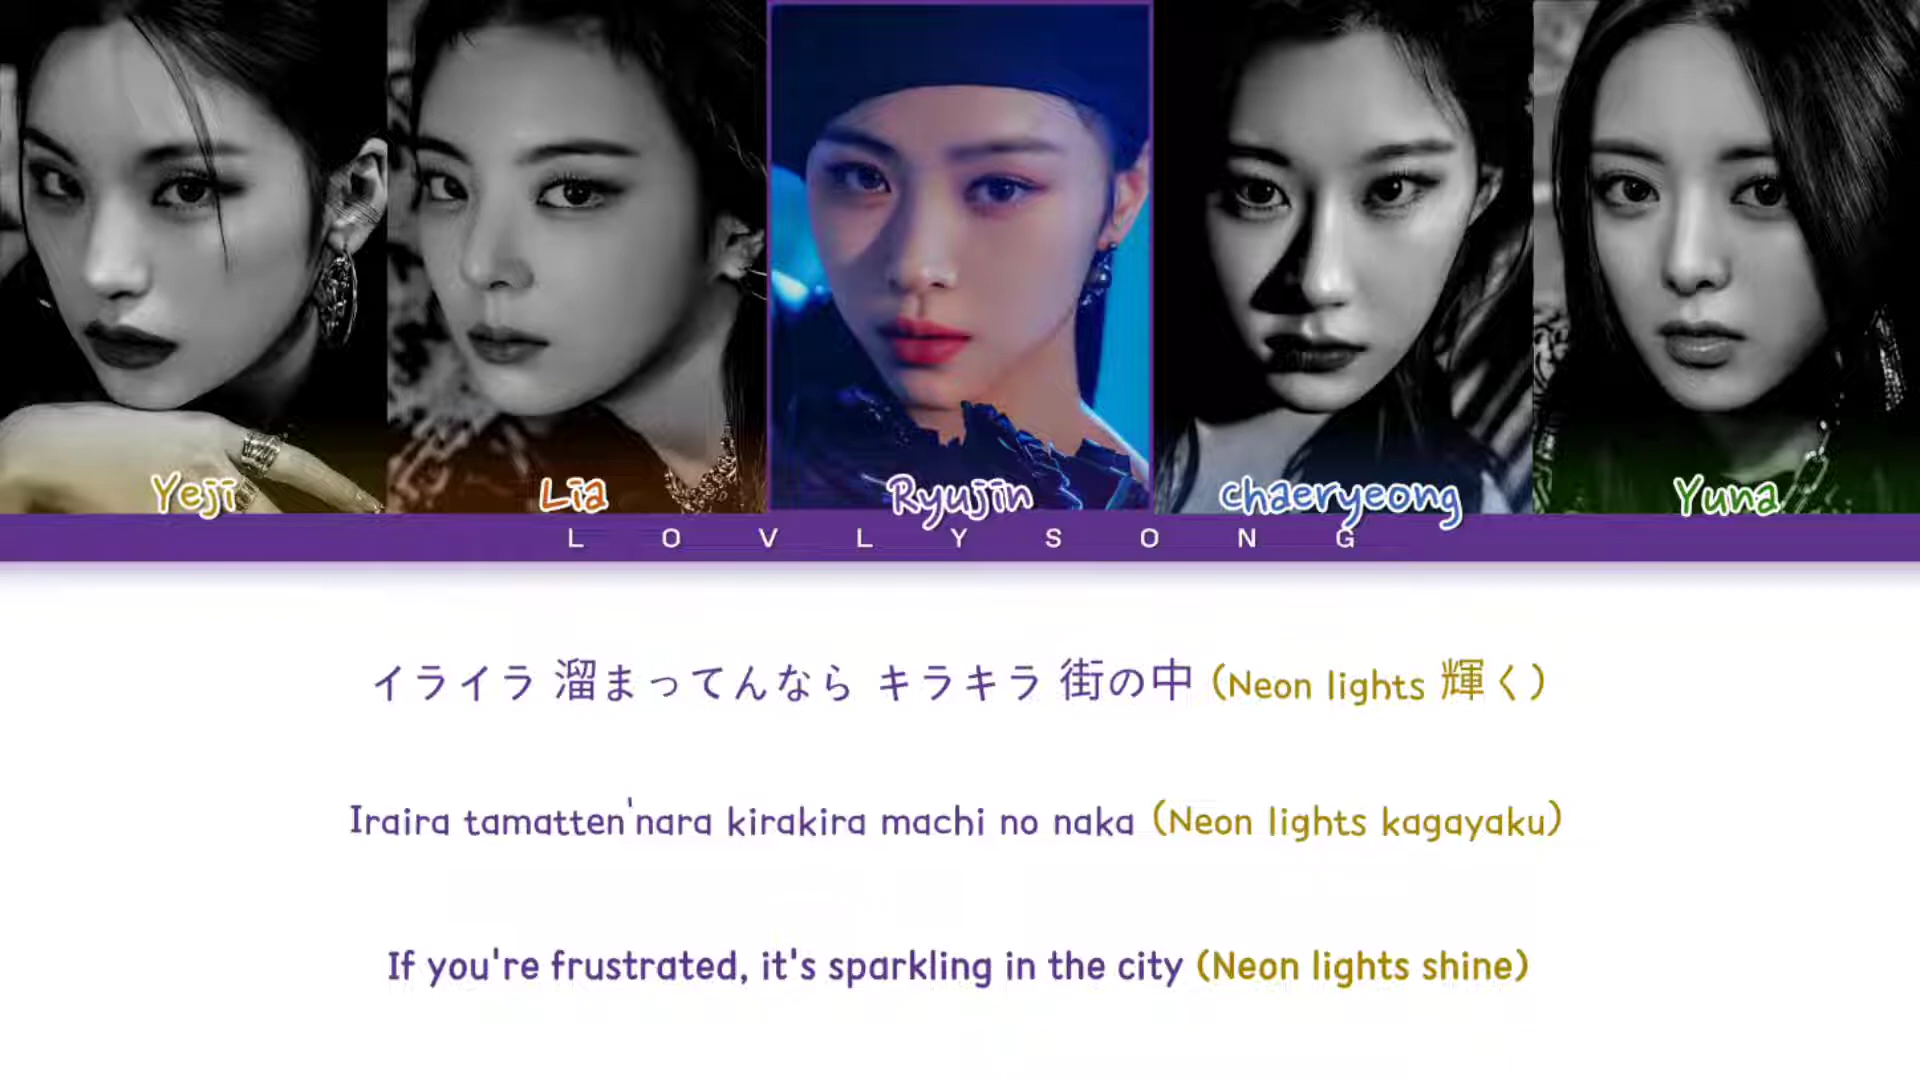 Yeji Lia Ryujin chaeryeong Yuna
LOVLYSONG
イライラ 溜まってんなら キラキラ 街の中 (Neon lights 輝く)
Iraira tamatten'nara kirakira machi no naka (Neon lights kagayaku)
If you're frustrated, it's sparkling in the city (Neon lights shine)